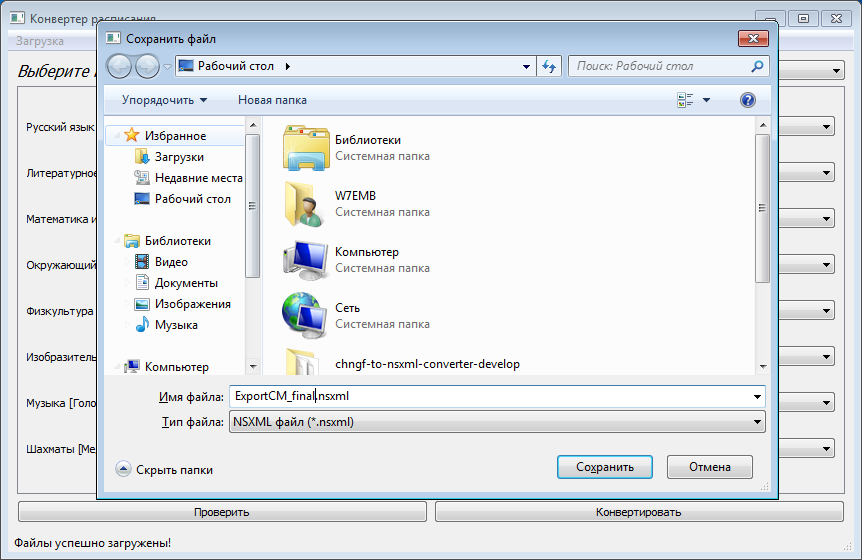 Конвертер расписания
Загрузка
Сохранить файл
Рабочий стол
Поиск: Рабочий стол
Упорядочить
Новая папка
Выберите
Русский язык
Литературное
Математика и
Окружающий
Физкультура
Изобразитель
Музыка [Голо
Шахматы [Ме
Избранное
Загрузки
Недавние места
Рабочий стол
Библиотеки
Видео
Документы
Изображения
Музыка
Компьютер
Библиотеки
Системная папка
W7EMB
Системная папка
Компьютер
Системная папка
Сеть
Системная папка
chngf-to-nsxml-converter-develop
Имя файла:
ExportCM_final.nsxml
Тип файла:
NSXML файл (*.nsxml)
Скрыть папки
Сохранить
Отмена
Проверить
Конвертировать
Файлы успешно загружены!